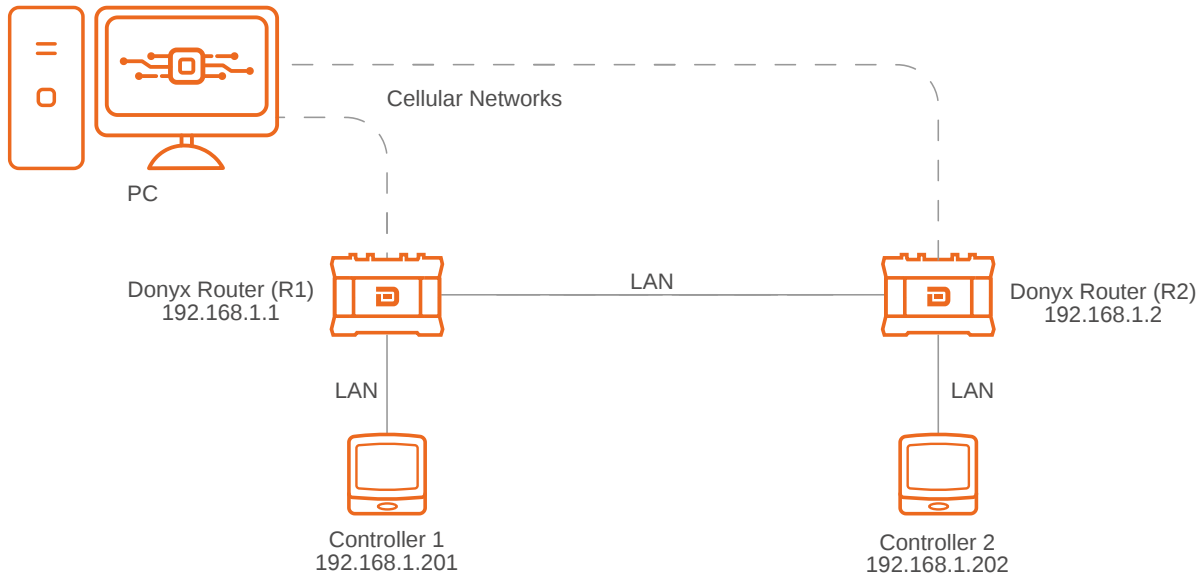 Cellular Networks
PC
LAN
Donyx Router (R1)
192.168.1.1
Donyx Router (R2)
192.168.1.2
LAN
LAN
Controller 1
192.168.1.201
Controller 2
192.168.1.202